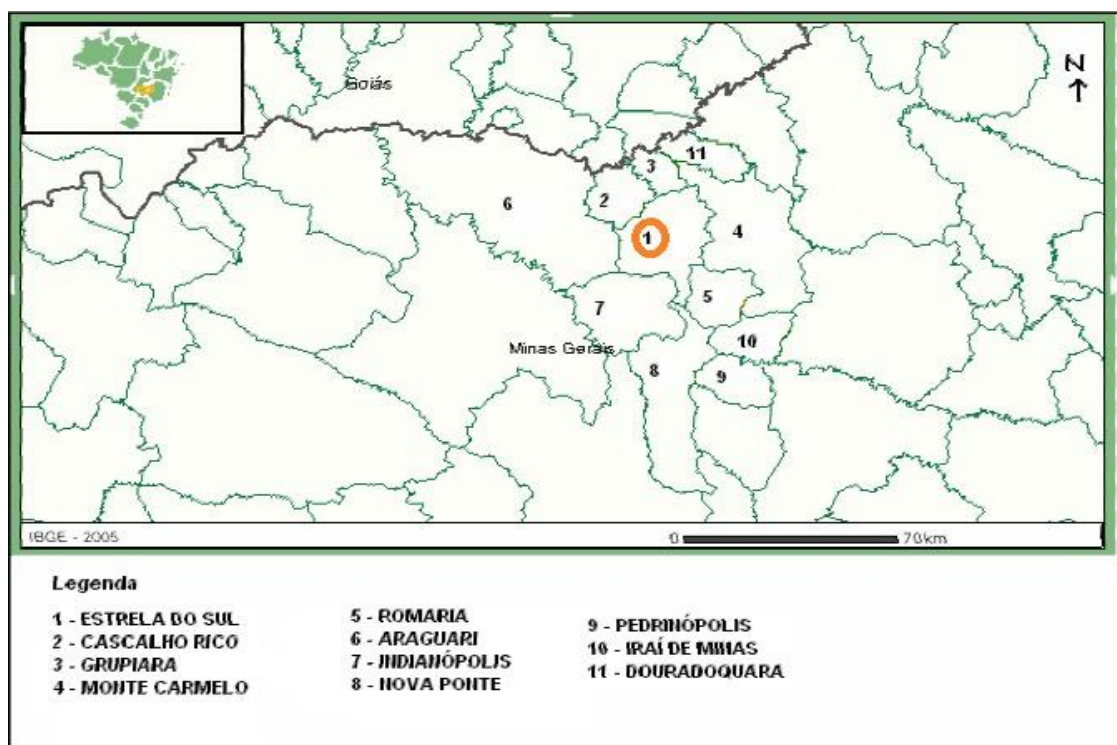 Goiás
N
11
3
2
6
1
4
5
7
Minas Gerais
10
8
9
IBGE - 2005
0 70km
Legenda
1 - ESTRELA DO SUL
2 - CASCALHO RICO
3 - GRUPIARA
4 - MONTE CARMELO
5 - ROMARIA
6 - ARAGUARI
7 - INDIANÓPOLIS
8 - NOVA PONTE
9 - PEDRINÓPOLIS
10 - IRAÍ DE MINAS
11 - DOURADOQUARA